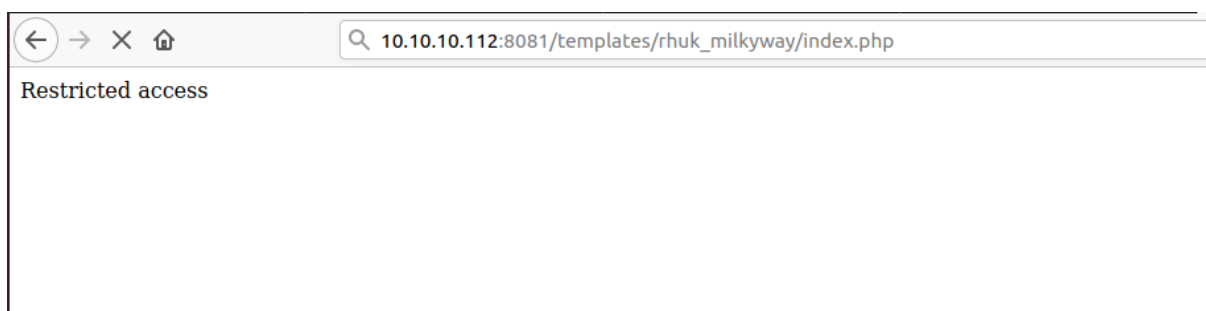 10.10.10.112:8081/templates/rhuk_milkyway/index.php
Restricted access